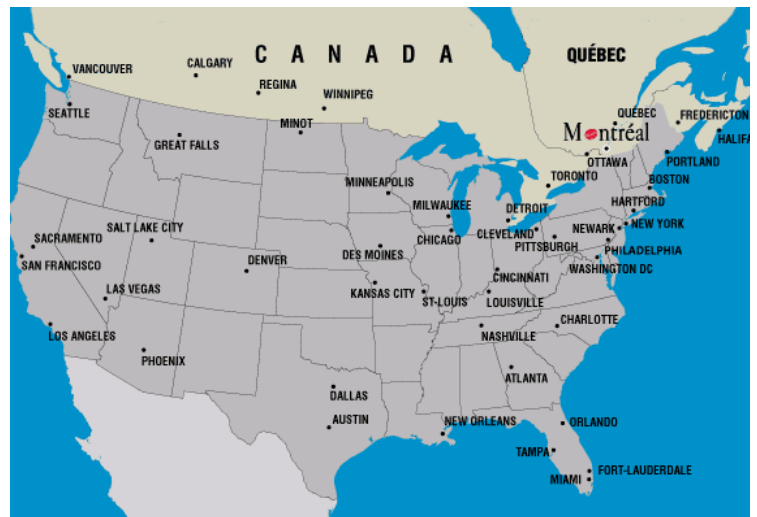 CANADA
QUÉBEC
VANCOUVER
CALGARY
REGINA
WINNIPEG
SEATTLE
GREAT FALLS
MINOT
QUÉBEC
FREDERICTON
Montréal
HALIFA
OTTAWA
PORTLAND
TORONTO
BOSTON
MINNEAPOLIS
MILWAUKEE
DETROIT
HARTFORD
SALT LAKE CITY
NEWARK
NEW YORK
SACRAMENTO
CHICAGO
CLEVELAND
PITTSBURGH
PHILADELPHIA
SAN FRANCISCO
DENVER
DES MOINES
CINCINNATI
WASHINGTON DC
LAS VEGAS
KANSAS CITY
ST-LOUIS
LOUISVILLE
LOS ANGELES
NASHVILLE
CHARLOTTE
PHOENIX
ATLANTA
DALLAS
AUSTIN
NEW ORLEANS
ORLANDO
TAMPA
FORT-LAUDERDALE
MIAMI